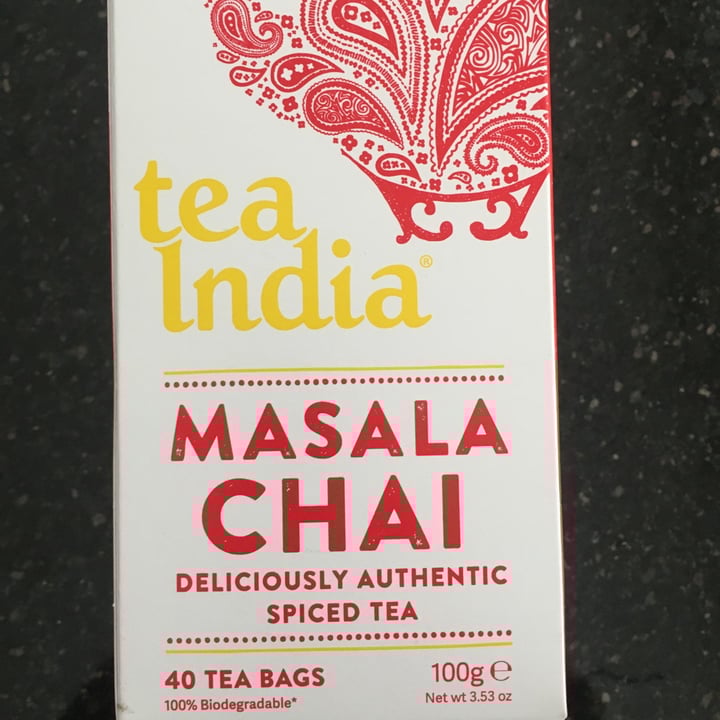 tea
India®
MASALA
CHAI
DELICIOUSLY AUTHENTIC
SPICED TEA
40 TEA BAGS
100% Biodegradable*
100g ℮
Net wt 3.53 oz